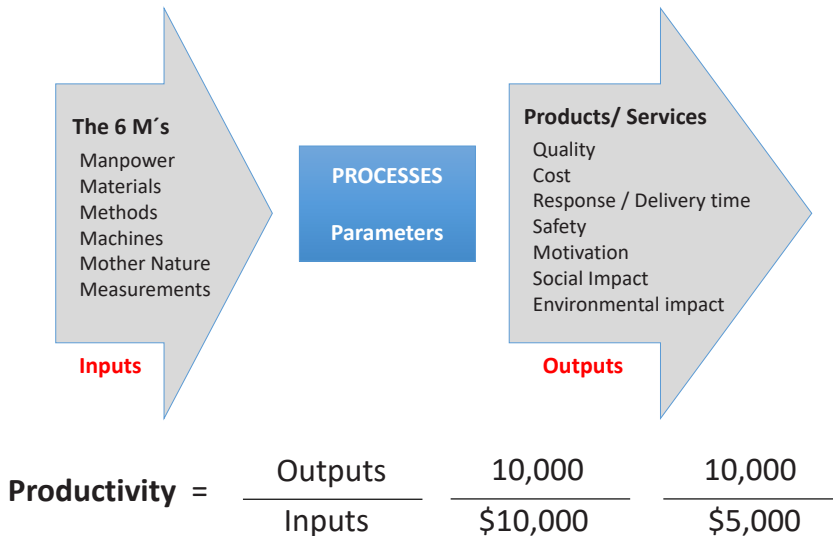 The 6 M´s
Manpower
Materials
Methods
Machines
Mother Nature
Measurements
Inputs
PROCESSES
Parameters
Products/ Services
Quality
Cost
Response / Delivery time
Safety
Motivation
Social Impact
Environmental impact
Outputs
Productivity =
Outputs
Inputs
10,000
$10,000
10,000
$5,000